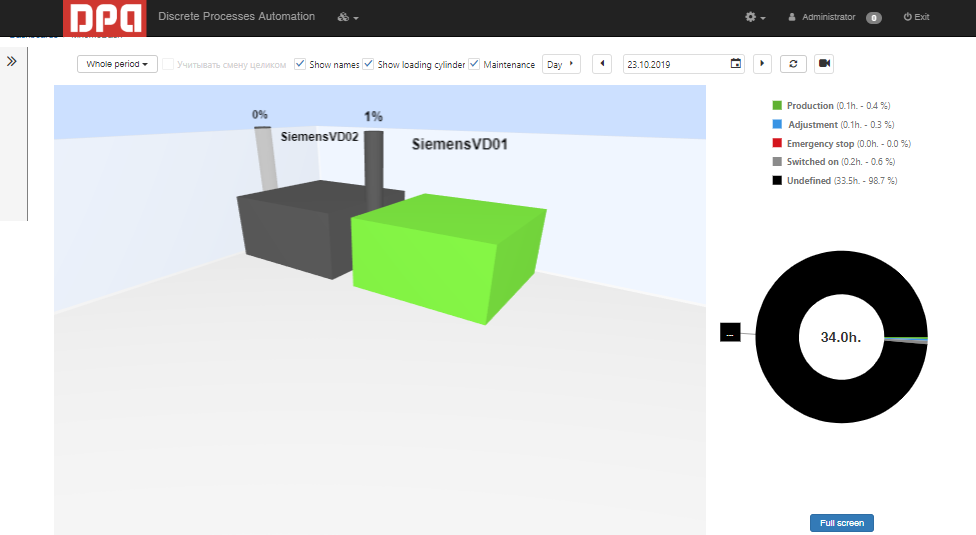 DPA
Discrete Processes Automation
Administrator 0 Exit
Whole period
Учитывать смену целиком
Show names
Show loading cylinder
Maintenance
Day
23.10.2019
0%
SiemensVD02
1%
SiemensVD01
Production (0.1h. - 0.4 %)
Adjustment (0.1h. - 0.3 %)
Emergency stop (0.0h. - 0.0 %)
Switched on (0.2h. - 0.6 %)
Undefined (33.5h. - 98.7 %)
...
34.0h.
Full screen